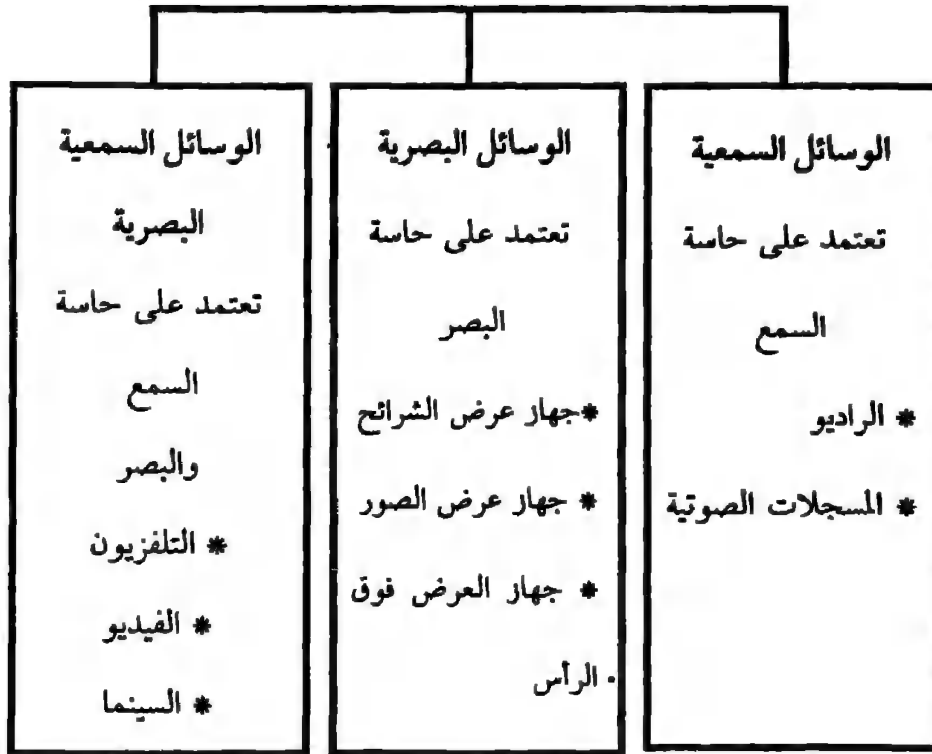 الوسائل السمعية
تعتمد على حاسة
السمع
* الراديو
* المسجلات الصوتية
الوسائل البصرية
تعتمد على حاسة
البصر
*جهاز عرض الشرائح
* جهاز عرض الصور
* جهاز العرض فوق
الرأس
الوسائل السمعية
البصرية
تعتمد على حاسة
السمع
والبصر
* التلفزيون
* الفيديو
* السينما